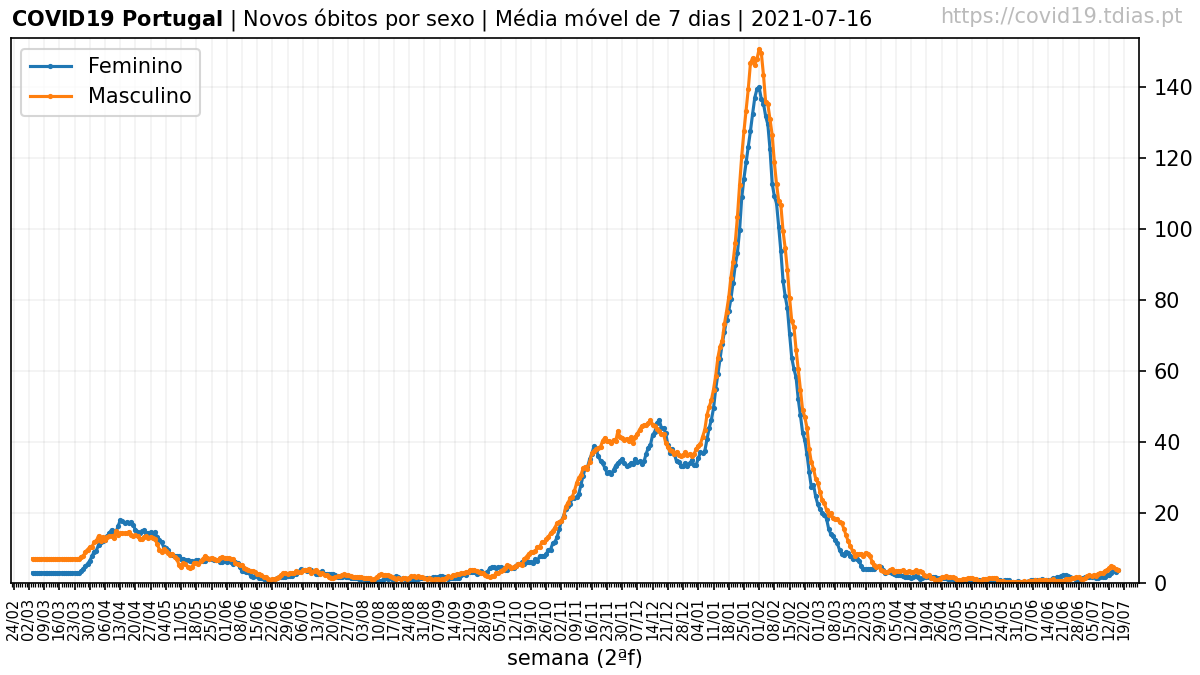 COVID19 Portugal | Novos óbitos por sexo | Média móvel de 7 dias | 2021-07-16
https://covid19.tdias.pt
Feminino
Masculino
140
120
100
80
60
40
20
0
24/02 02/03 09/03 16/03 23/03 30/03 06/04 13/04 20/04 27/04 04/05 11/05 18/05 25/05 01/06 08/06 15/06 22/06 29/06 06/07 13/07 20/07 27/07 03/08 10/08 17/08 24/08 31/08 07/09 14/09 21/09 28/09 05/10 12/10 19/10 26/10 02/11 09/11 16/11 23/11 30/11 07/12 14/12 21/12 28/12 04/01 11/01 18/01 25/01 01/02 08/02 15/02 22/02 01/03 08/03 15/03 22/03 29/03 05/04 12/04 19/04 26/04 03/05 10/05 17/05 24/05 31/05 07/06 14/06 21/06 28/06 05/07 12/07 19/07
semana (2ªf)